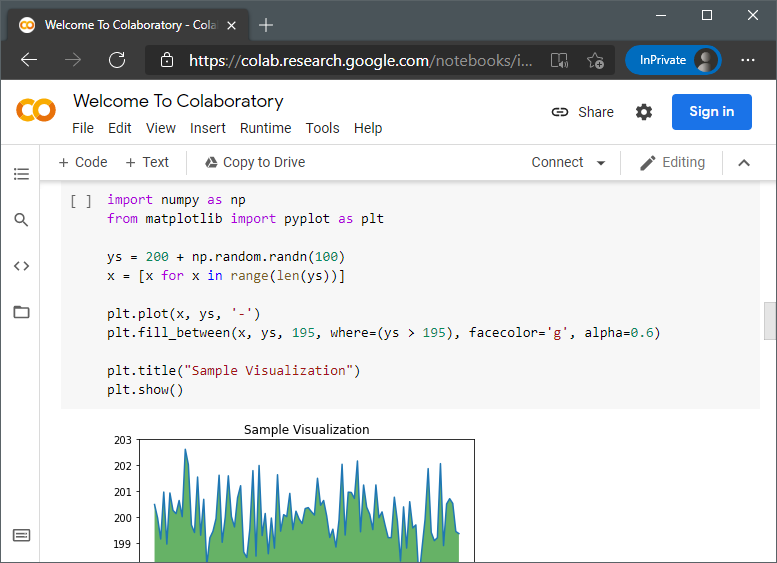 Welcome To Colaboratory - Cola
https://colab.research.google.com/notebooks/i...
InPrivate
Welcome To Colaboratory
Share
Sign in
File Edit View Insert Runtime Tools Help
+ Code + Text Copy to Drive Connect Editing
[ ] import numpy as np
from matplotlib import pyplot as plt
ys = 200 + np.random.randn(100)
x = [x for x in range(len(ys))]
plt.plot(x, ys, '-')
plt.fill_between(x, ys, 195, where=(ys > 195), facecolor='g', alpha=0.6)
plt.title("Sample Visualization")
plt.show()
Sample Visualization
203
202
201
200
199